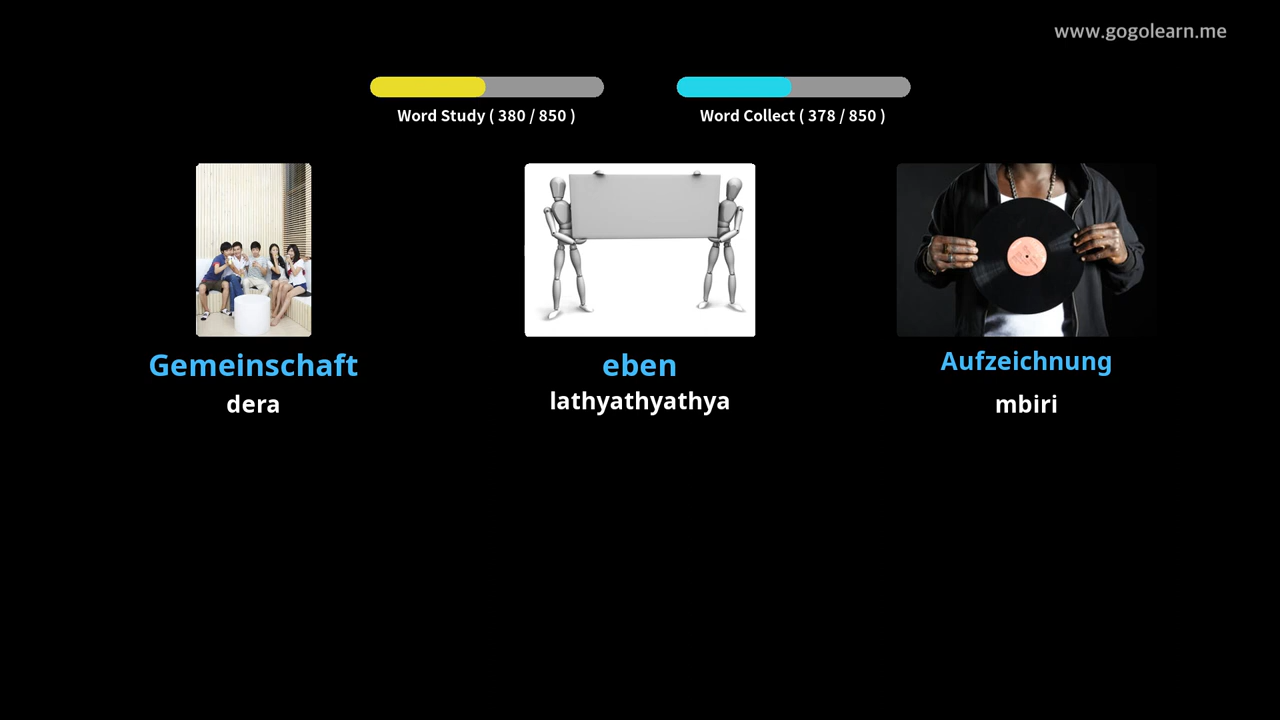 www.gogolearn.me
Word Study ( 380 / 850 )
Word Collect ( 378 / 850 )
Gemeinschaft
dera
eben
lathyathyathya
Aufzeichnung
mbiri